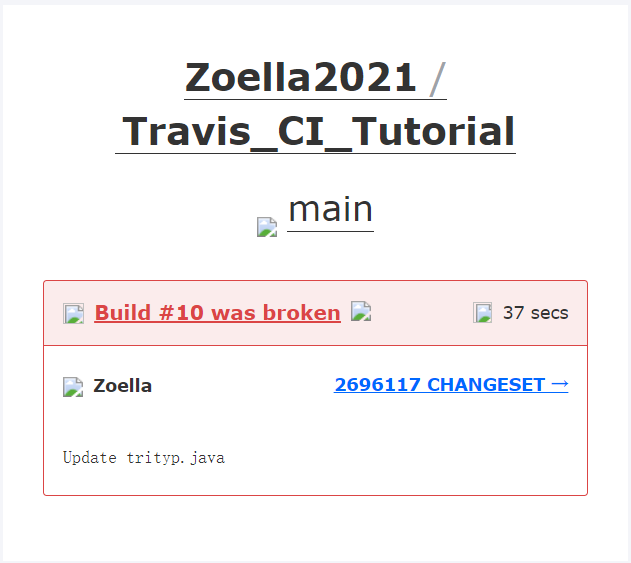 Zoella2021 /
Travis_CI_Tutorial
main
Build #10 was broken
37 secs
Zoella
2696117 CHANGESET →
Update trityp.java